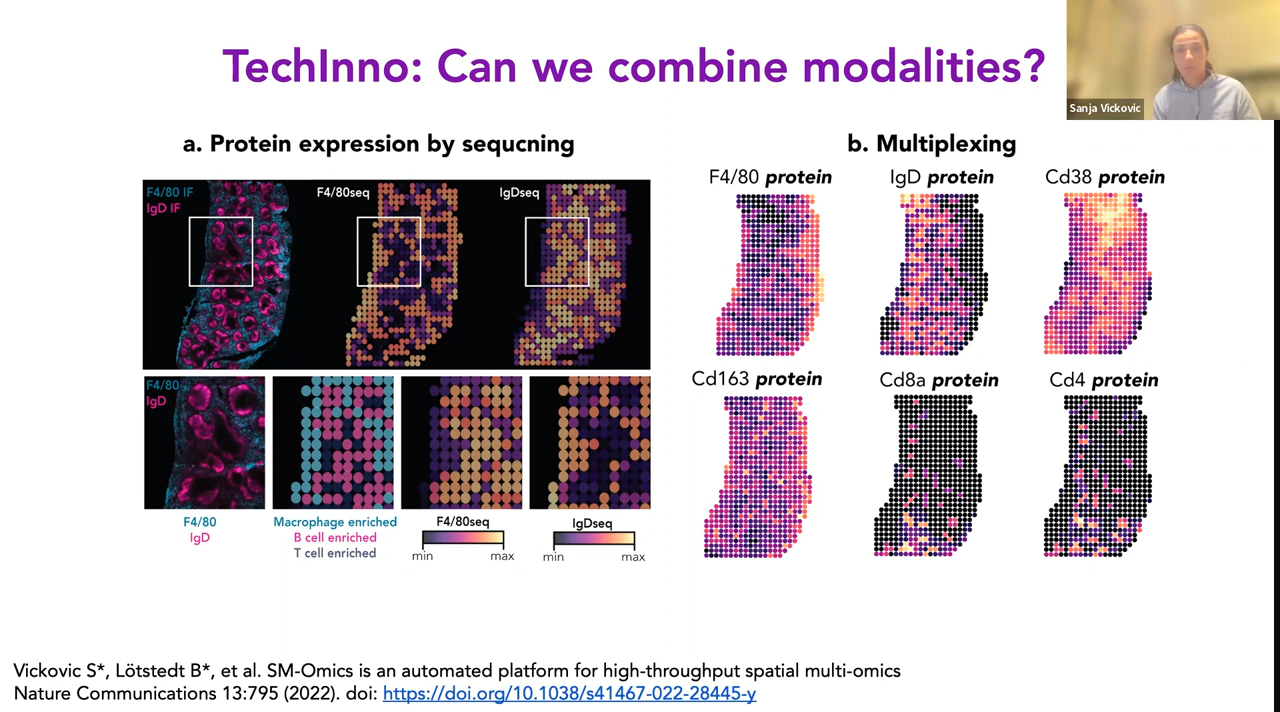 TechInno: Can we combine modalities?
Sanja Vickovic
a. Protein expression by sequcning
F4/80 IF
IgD IF
F4/80seq
IgDseq
F4/80
IgD
F4/80
IgD
Macrophage enriched
B cell enriched
T cell enriched
F4/80seq
min max
IgDseq
min max
b. Multiplexing
F4/80 protein
IgD protein
Cd38 protein
Cd163 protein
Cd8a protein
Cd4 protein
Vickovic S*, Lötstedt B*, et al. SM-Omics is an automated platform for high-throughput spatial multi-omics
Nature Communications 13:795 (2022). doi: https://doi.org/10.1038/s41467-022-28445-y